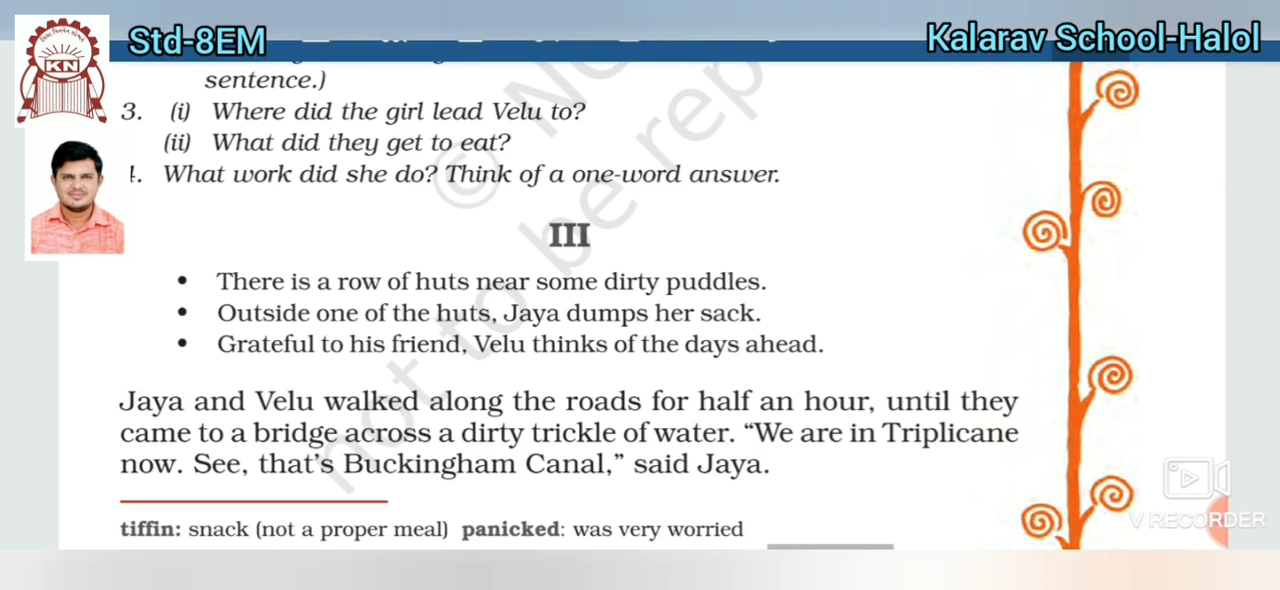 Std-8EM
Kalarav School-Halol
KN
sentence.)
3. (i) Where did the girl lead Velu to?
(ii) What did they get to eat?
4. What work did she do? Think of a one-word answer.
III
• There is a row of huts near some dirty puddles.
• Outside one of the huts, Jaya dumps her sack.
• Grateful to his friend, Velu thinks of the days ahead.
Jaya and Velu walked along the roads for half an hour, until they
came to a bridge across a dirty trickle of water. “We are in Triplicane
now. See, that’s Buckingham Canal,” said Jaya.
tiffin: snack (not a proper meal) panicked: was very worried
V RECORDER
not to be rep